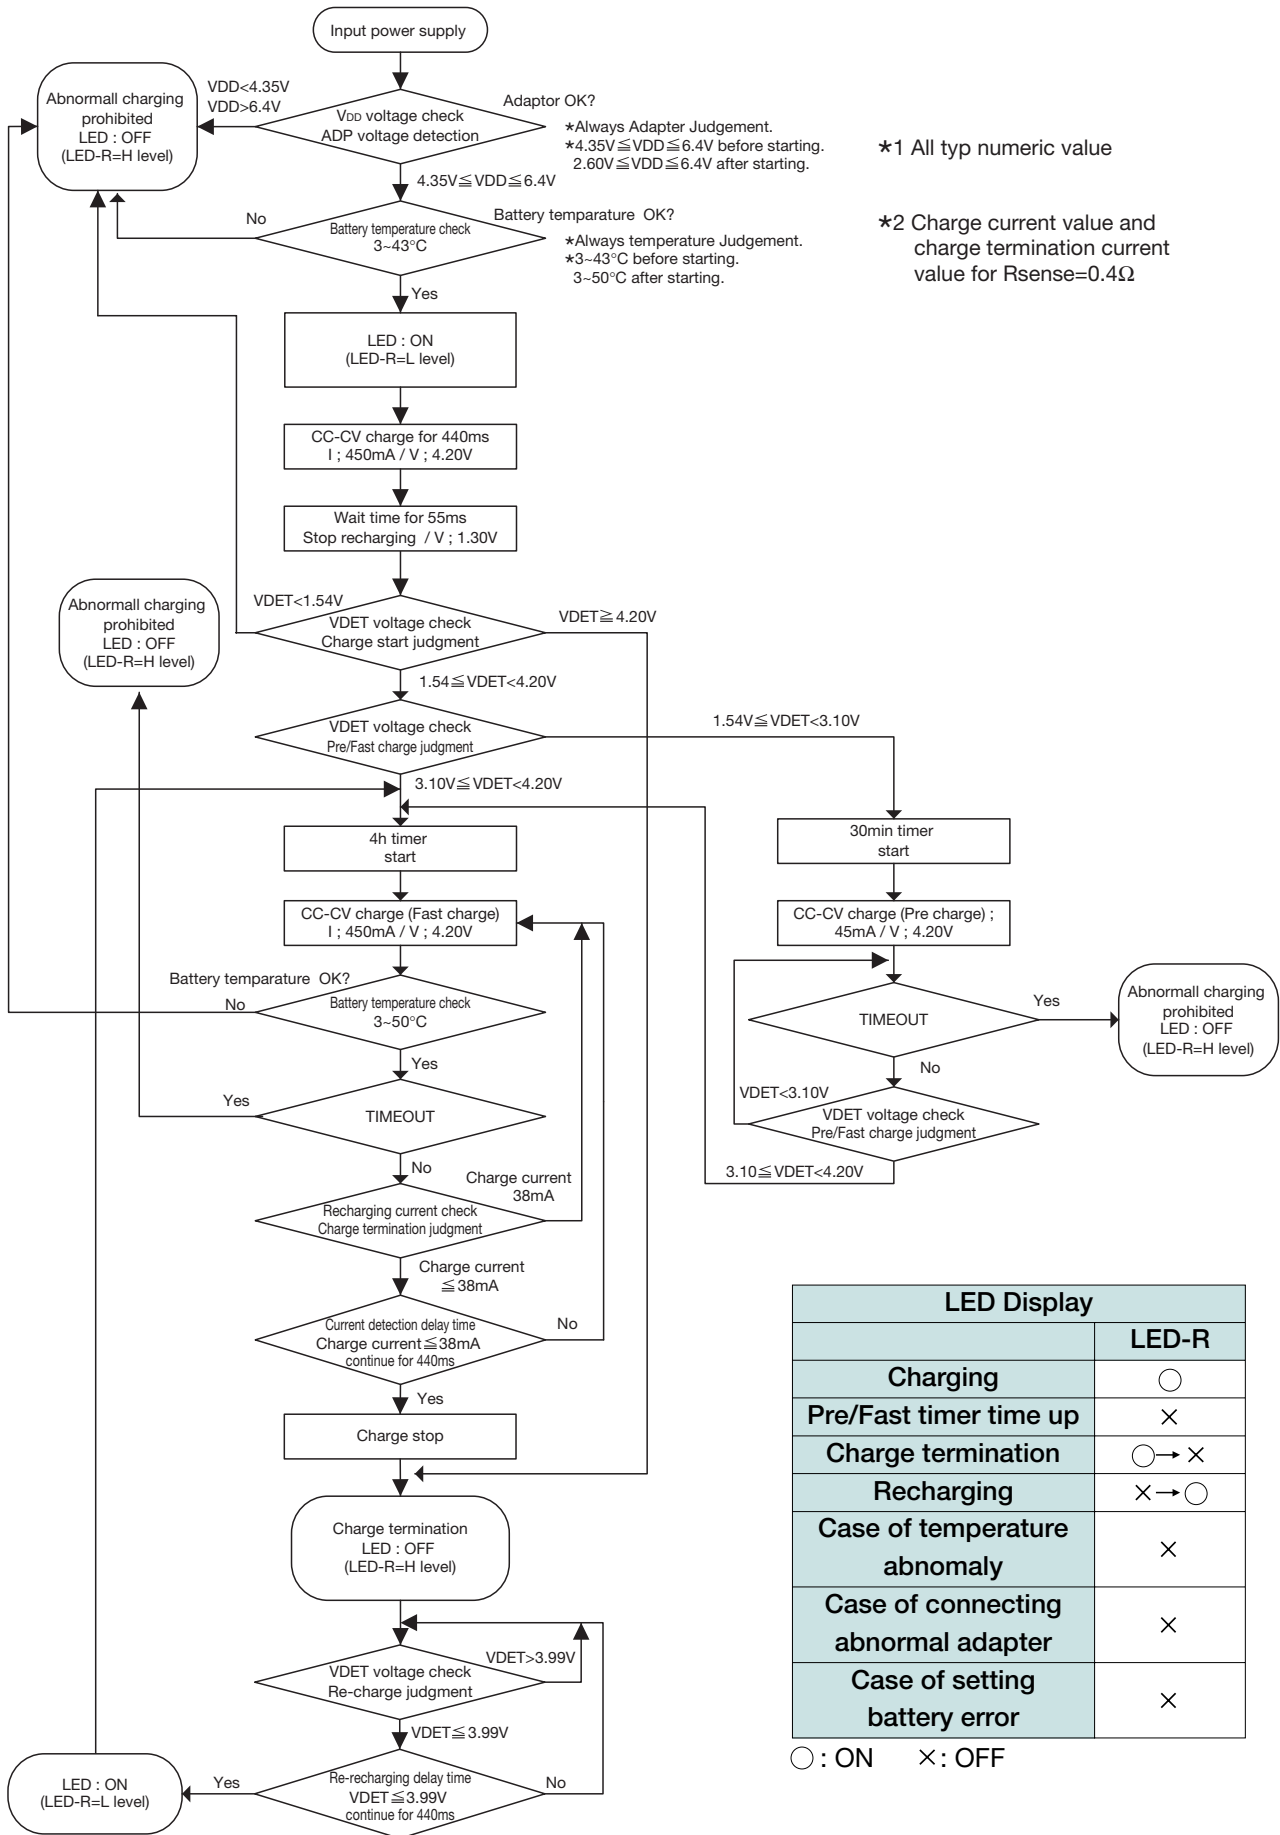 Input power supply
Abnormall charging
prohibited
LED : OFF
(LED-R=H level)
VDD<4.35V
VDD>6.4V
VDD voltage check
ADP voltage detection
Adaptor OK?
*Always Adapter Judgement.
*4.35V≦VDD≦6.4V before starting.
2.60V≦VDD≦6.4V after starting.
*1 All typ numeric value
4.35V≦VDD≦6.4V
No
Battery temperature check
3~43°C
Battery temparature OK?
*Always temperature Judgement.
*3~43°C before starting.
3~50°C after starting.
*2 Charge current value and
charge termination current
value for Rsense=0.4Ω
Yes
LED : ON
(LED-R=L level)
CC-CV charge for 440ms
I ; 450mA / V ; 4.20V
Wait time for 55ms
Stop recharging / V ; 1.30V
Abnormall charging
prohibited
LED : OFF
(LED-R=H level)
VDET<1.54V
VDET voltage check
Charge start judgment
VDET≧4.20V
1.54≦VDET<4.20V
VDET voltage check
Pre/Fast charge judgment
1.54V≦VDET<3.10V
3.10V≦VDET<4.20V
4h timer
start
30min timer
start
CC-CV charge (Fast charge)
I ; 450mA / V ; 4.20V
CC-CV charge (Pre charge) ;
45mA / V ; 4.20V
Battery temparature OK?
No
Battery temperature check
3~50°C
Yes
TIMEOUT
Yes
Abnormall charging
prohibited
LED : OFF
(LED-R=H level)
No
Yes
TIMEOUT
VDET<3.10V
VDET voltage check
Pre/Fast charge judgment
3.10≦VDET<4.20V
No
Charge current
38mA
Recharging current check
Charge termination judgment
Charge current
≦38mA
Current detection delay time
Charge current≦38mA
continue for 440ms
No
Yes
Charge stop
Charge termination
LED : OFF
(LED-R=H level)
VDET voltage check
Re-charge judgment
VDET>3.99V
VDET≦3.99V
Re-recharging delay time
VDET≦3.99V
continue for 440ms
No
Yes
LED : ON
(LED-R=L level)
LED Display
LED-R
Charging ○
Pre/Fast timer time up ×
Charge termination ○→ ×
Recharging ×→○
Case of temperature
abnomaly ×
Case of connecting
abnormal adapter ×
Case of setting
battery error ×
○ : ON ×: OFF